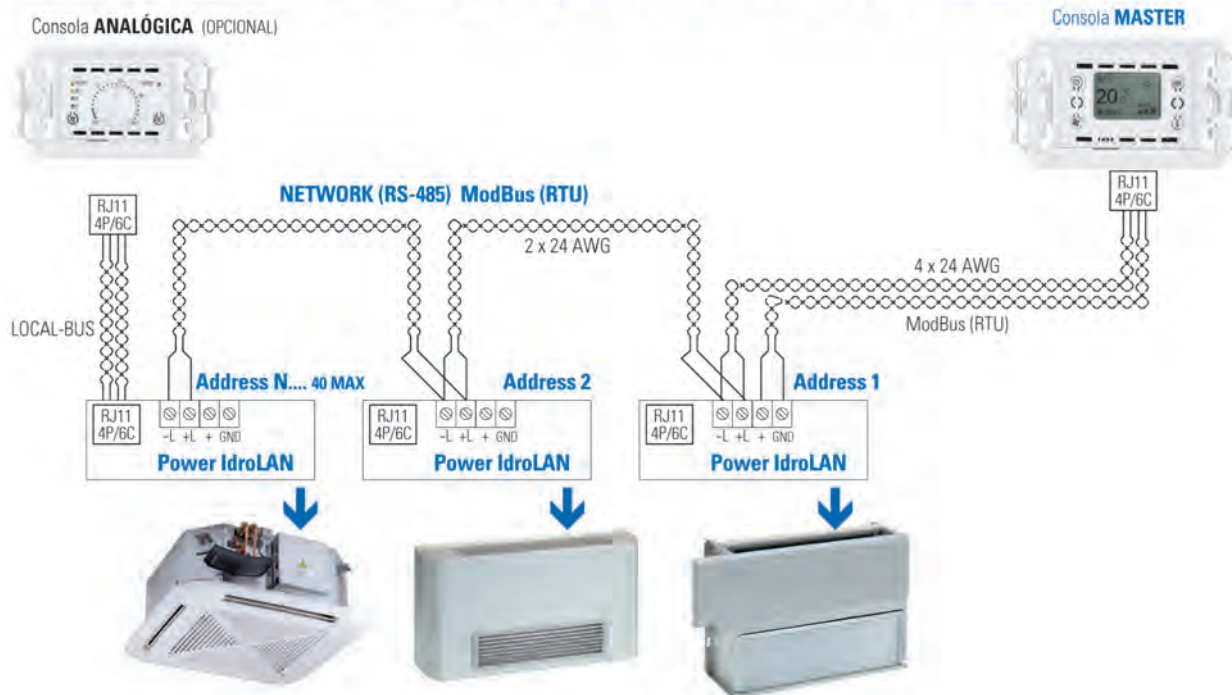 Consola ANALÓGICA (OPCIONAL)
Consola MASTER
20
RJ11
4P/6C
RJ11
4P/6C
NETWORK (RS-485) ModBus (RTU)
2 x 24 AWG
4 x 24 AWG
LOCAL-BUS
ModBus (RTU)
Address N.... 40 MAX
Address 2
Address 1
RJ11
4P/6C
-L +L + GND
RJ11
4P/6C
-L +L + GND
RJ11
4P/6C
-L +L + GND
Power IdroLAN
Power IdroLAN
Power IdroLAN